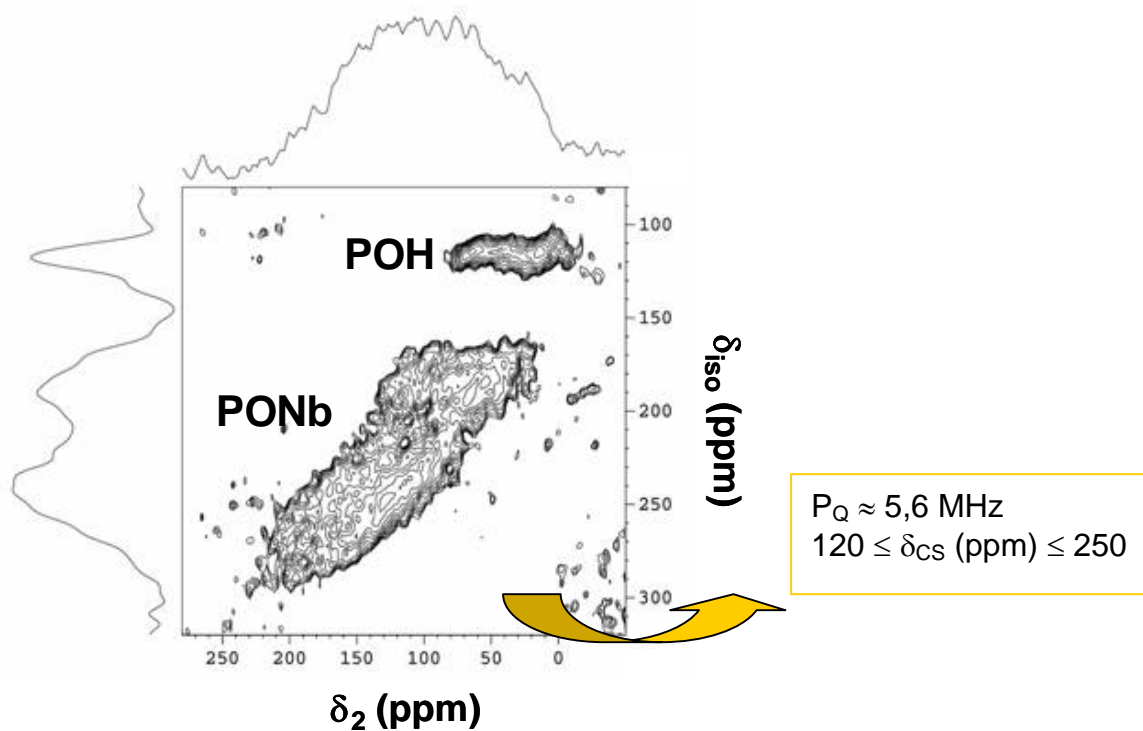 POH
PONb
100
150
200
250
300
δiso (ppm)
250 200 150 100 50 0
δ2 (ppm)
PQ ≈ 5,6 MHz
120 ≤ δCS (ppm) ≤ 250